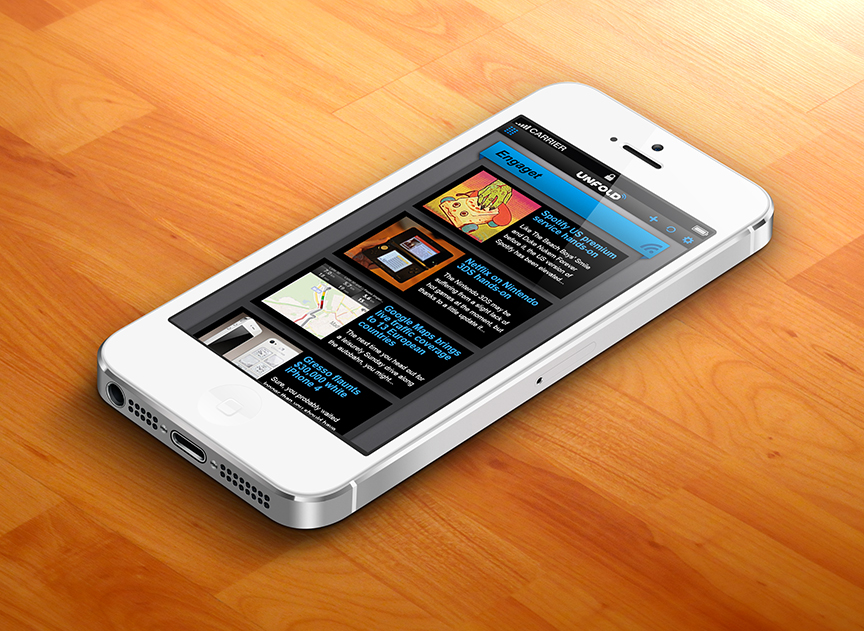 CARRIER
UNFOLD
Engaget
Spotify US premium
service hands-on
Like The Beach Boys' Smile
and Duke Nukem Forever
before it, the US version of
Spotify has been elevated...
Netflix on Nintendo
3DS hands-on
The Nintendo 3DS may be
suffering from a slight lack of
hot games at the moment, but
thanks to a little update it...
Google Maps brings
live traffic coverage
to 13 European
countries
The next time you head out for
a leisurely Sunday drive along
the autobahn, you might...
Gresso flaunts
$30,000 white
iPhone 4
Sure, you probably waited
longer than you should have